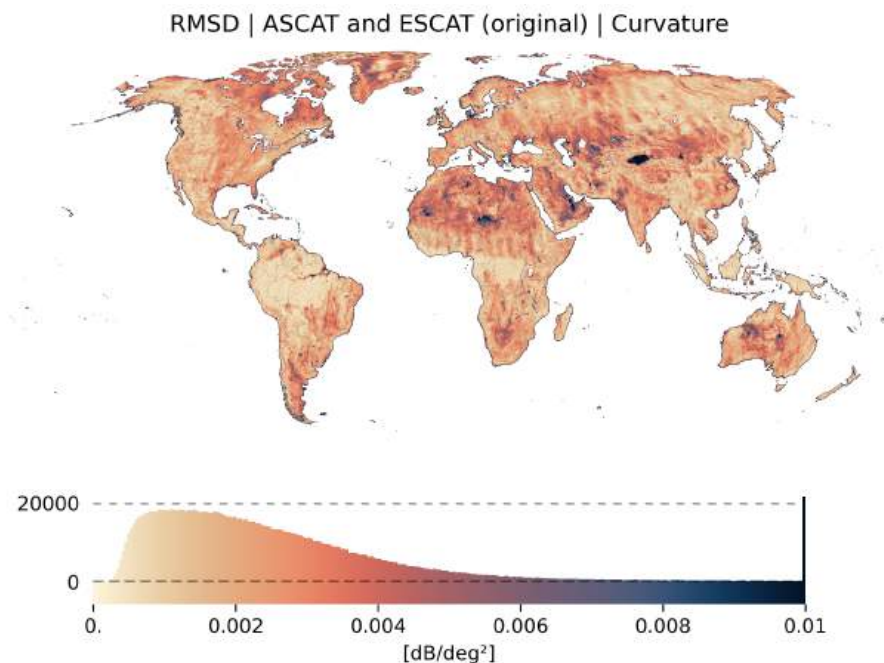 RMSD | ASCAT and ESCAT (original) | Curvature
20000
0
0. 0.002 0.004 0.006 0.008 0.01
[dB/deg²]